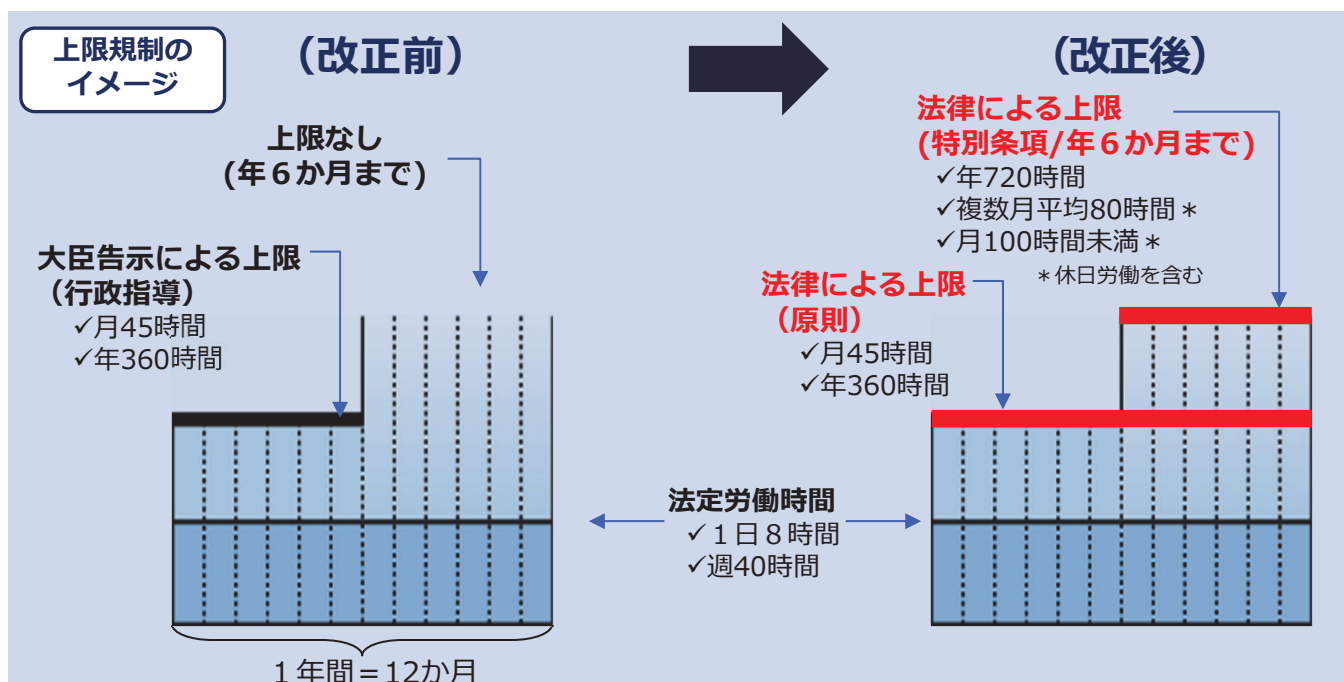 上限規制の
イメージ
（改正前）
上限なし
(年６か月まで)
大臣告示による上限
（行政指導）
✓月45時間
✓年360時間
１年間＝12か月
法定労働時間
✓１日８時間
✓週40時間
（改正後）
法律による上限
(特別条項/年６か月まで)
✓年720時間
✓複数月平均80時間＊
✓月100時間未満＊
＊休日労働を含む
法律による上限
（原則）
✓月45時間
✓年360時間